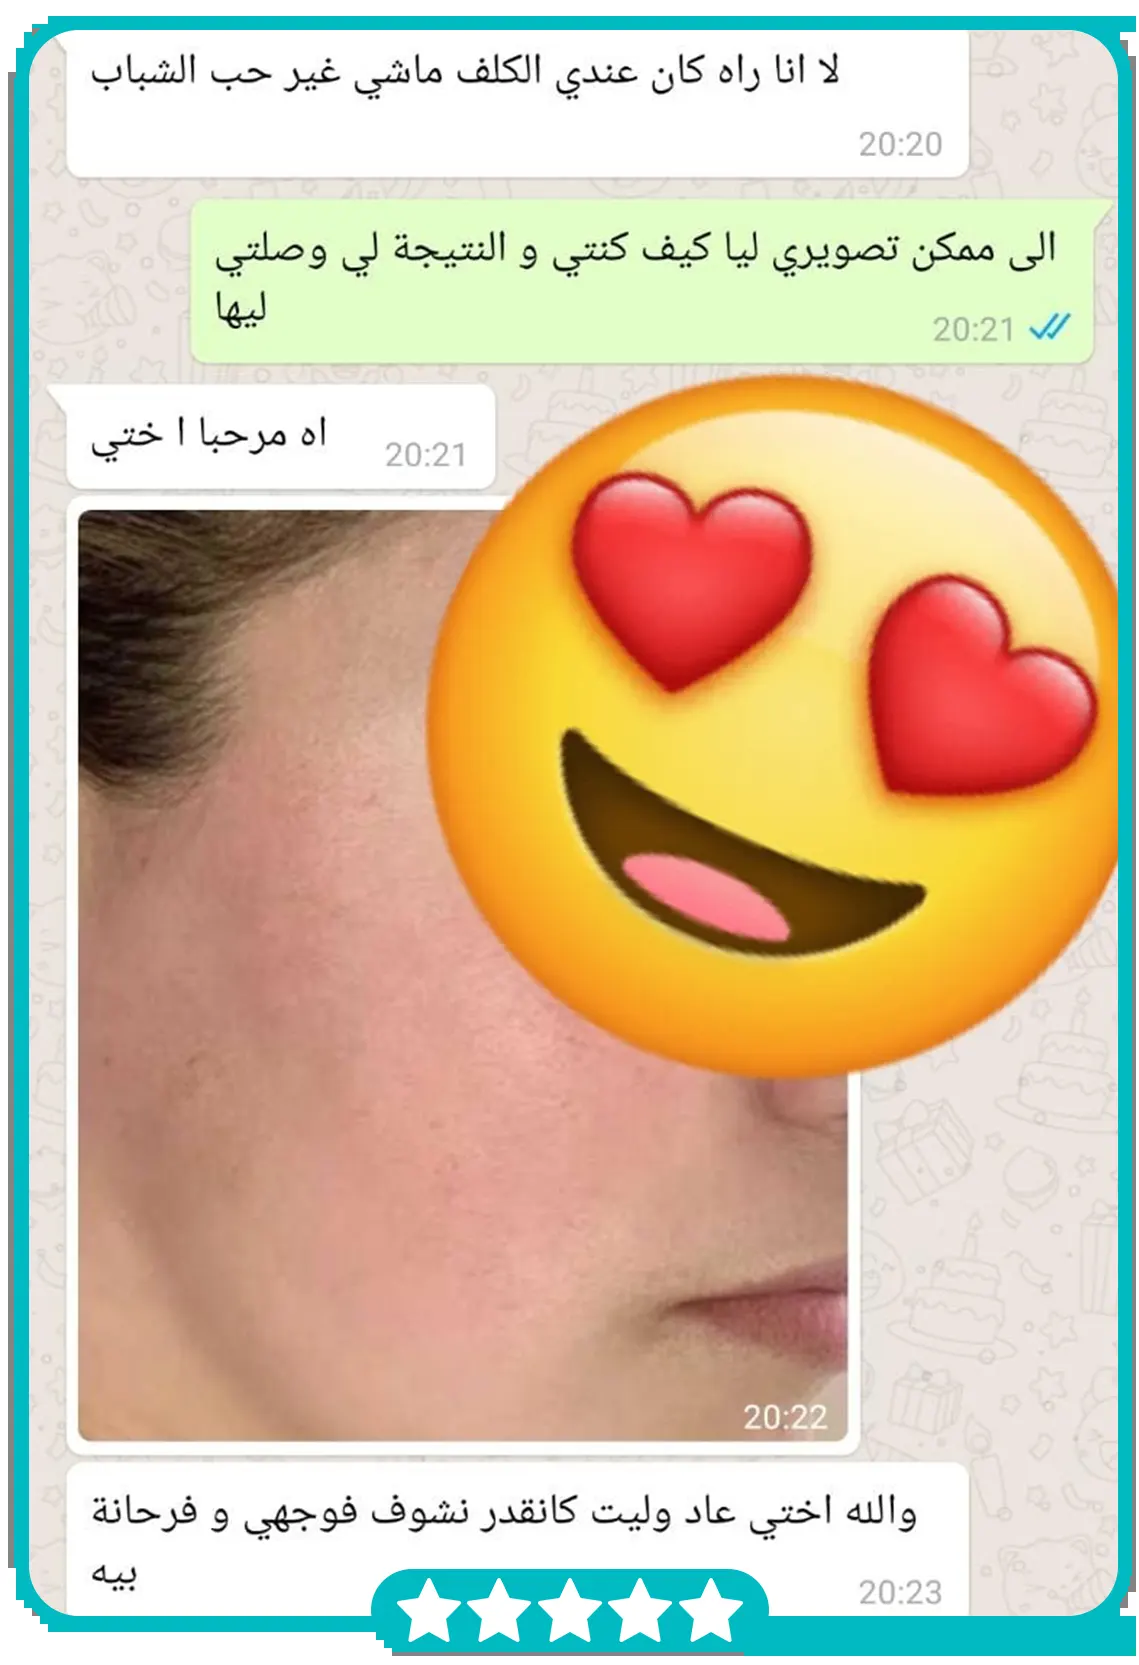 لا انا راه كان عندي الكلف ماشي غير حب الشباب
20:20
الى ممكن تصويري ليا كيف كنتي و النتيجة لي وصلتي
ليها
20:21
اه مرحبا ا ختي
20:21
20:22
والله اختي عاد وليت كانقدر نشوف فوجهي و فرحانة
بيه
20:23